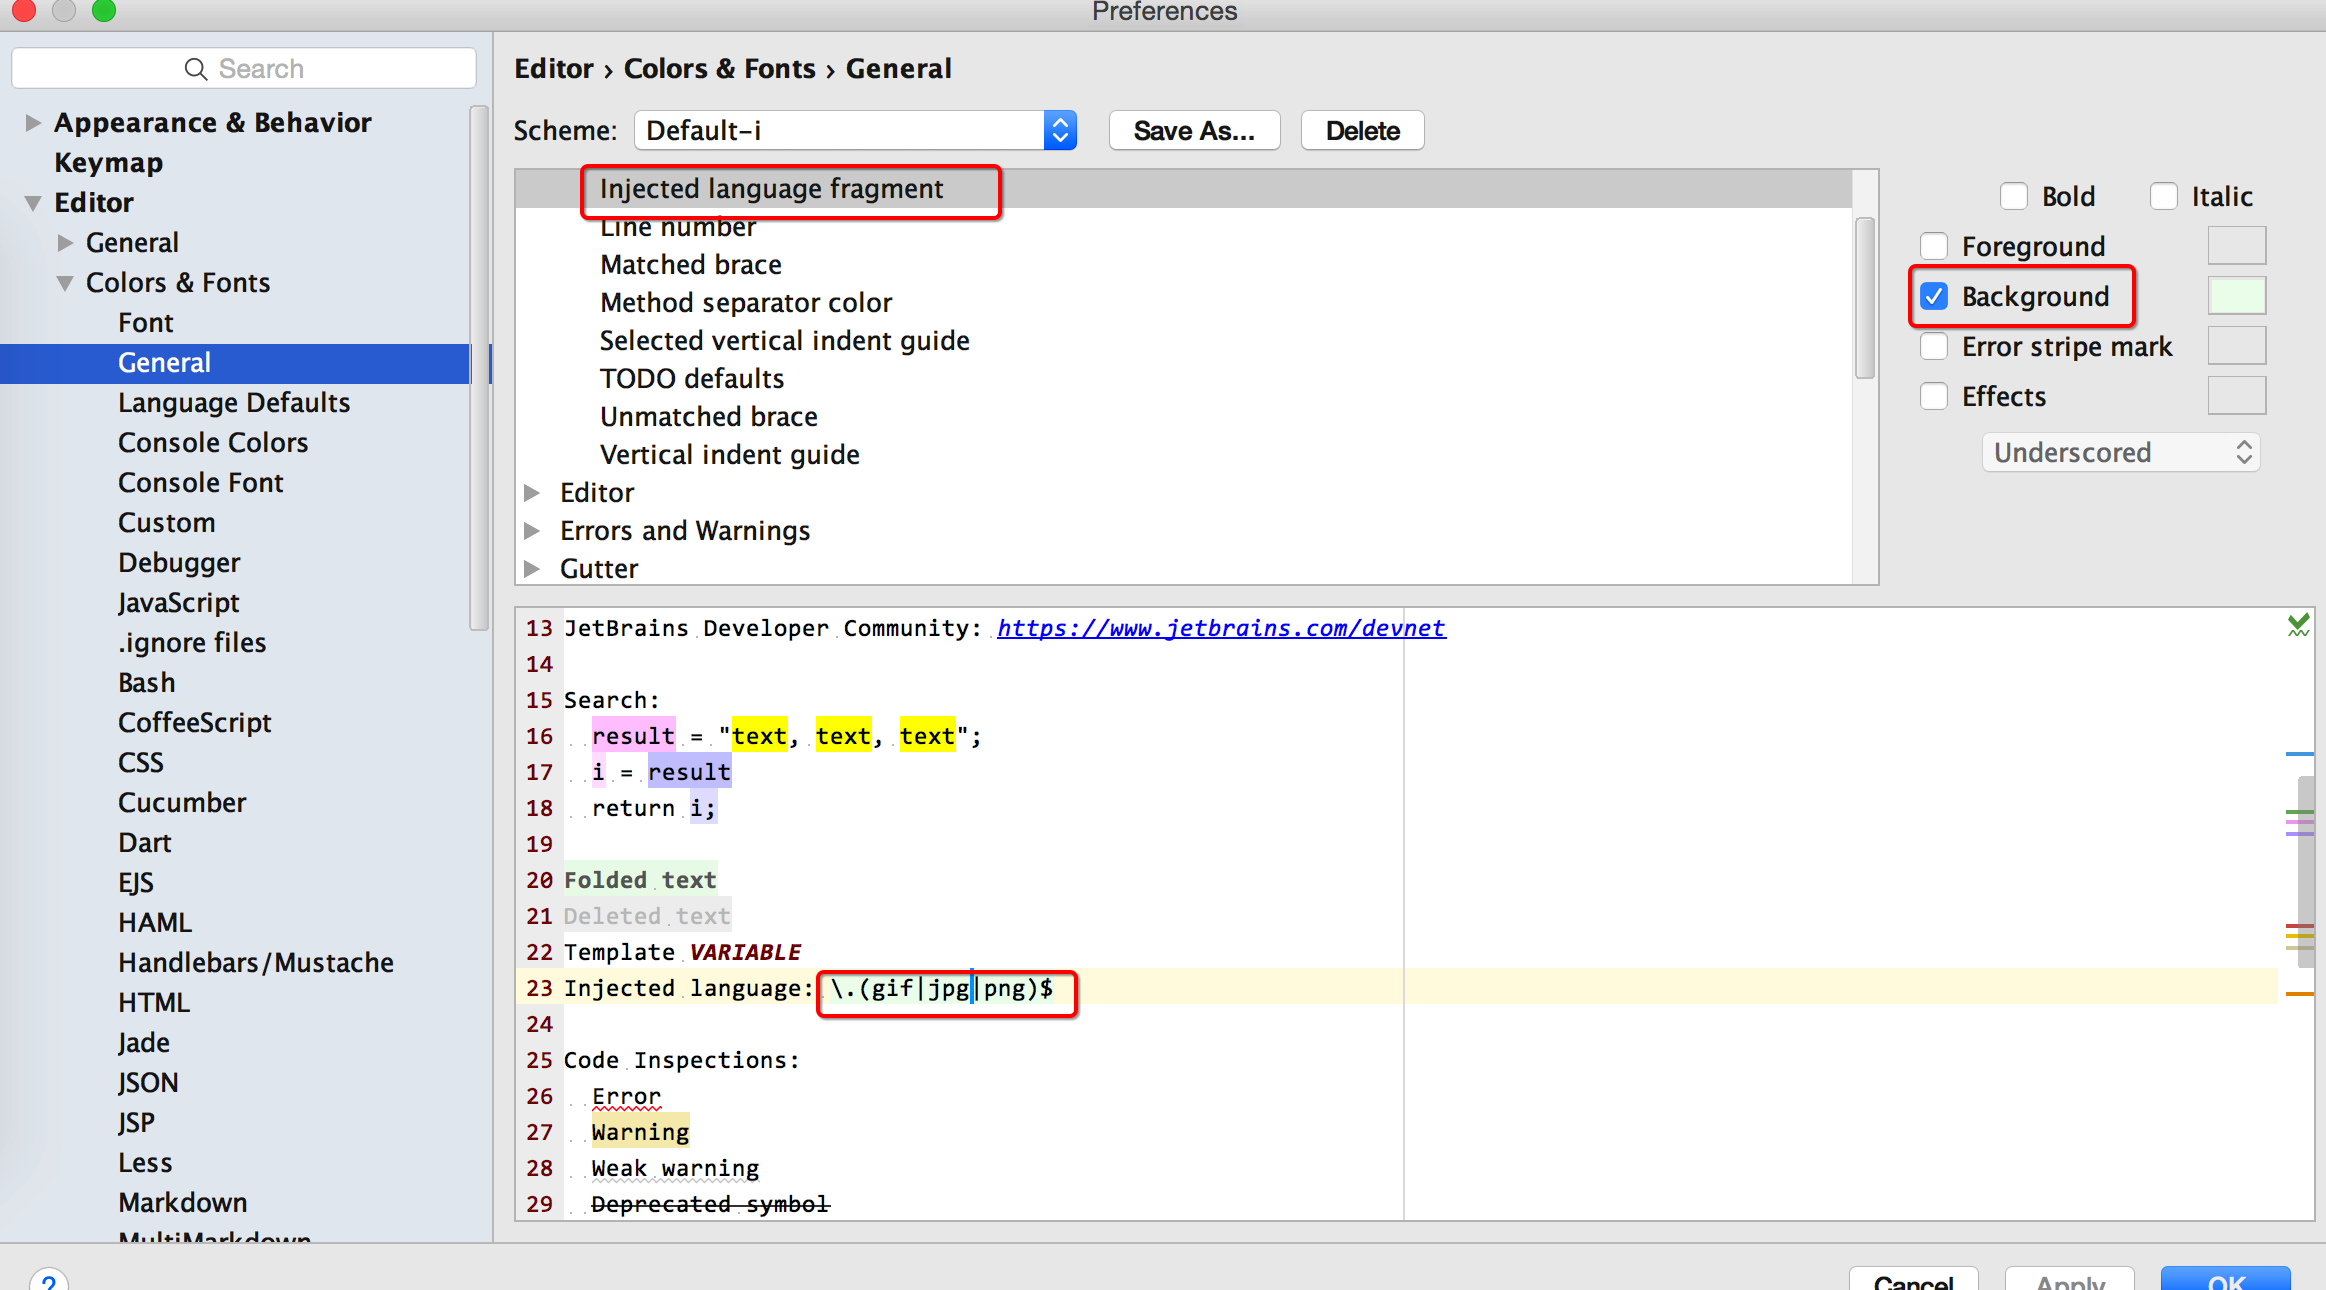 Preferences
Search
Appearance & Behavior
Keymap
Editor
General
Colors & Fonts
Font
General
Language Defaults
Console Colors
Console Font
Custom
Debugger
JavaScript
.ignore files
Bash
CoffeeScript
CSS
Cucumber
Dart
EJS
HAML
Handlebars/Mustache
HTML
Jade
JSON
JSP
Less
Markdown
MultiMarkdown
?
Editor › Colors & Fonts › General
Scheme: Default-i Save As... Delete
Injected language fragment
Line number
Matched brace
Method separator color
Selected vertical indent guide
TODO defaults
Unmatched brace
Vertical indent guide
Editor
Errors and Warnings
Gutter
Bold Italic
Foreground
Background
Error stripe mark
Effects
Underscored
13 JetBrains Developer Community: https://www.jetbrains.com/devnet
14
15 Search:
16 result = "text, text, text";
17 i = result
18 return i;
19
20 Folded text
21 Deleted text
22 Template VARIABLE
23 Injected language: \.(gif|jpg|png)$
24
25 Code Inspections:
26 Error
27 Warning
28 Weak warning
29 Deprecated symbol
Cancel Apply OK